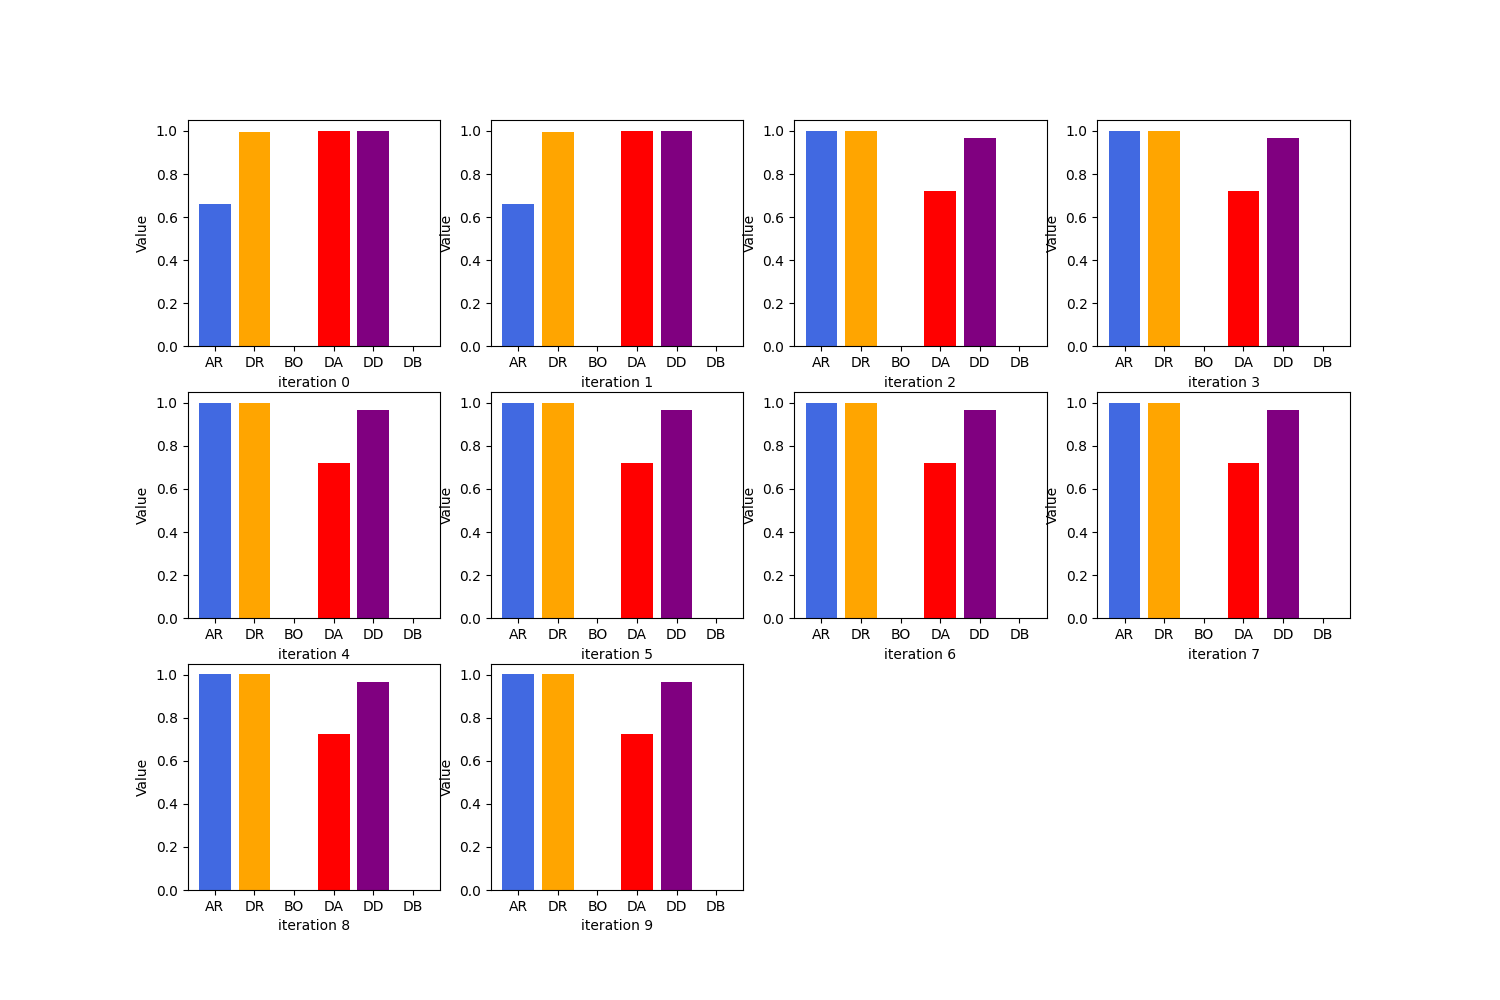 1.0 1.0 1.0 1.0
0.8 0.8 0.8 0.8
0.6 0.6 0.6 0.6
Value Value Value Value
0.4 0.4 0.4 0.4
0.2 0.2 0.2 0.2
0.0 0.0 0.0 0.0
AR DR BO DA DD DB AR DR BO DA DD DB AR DR BO DA DD DB AR DR BO DA DD DB
iteration 0 iteration 1 iteration 2 iteration 3
1.0 1.0 1.0 1.0
0.8 0.8 0.8 0.8
0.6 0.6 0.6 0.6
Value Value Value Value
0.4 0.4 0.4 0.4
0.2 0.2 0.2 0.2
0.0 0.0 0.0 0.0
AR DR BO DA DD DB AR DR BO DA DD DB AR DR BO DA DD DB AR DR BO DA DD DB
iteration 4 iteration 5 iteration 6 iteration 7
1.0 1.0
0.8 0.8
0.6 0.6
Value Value
0.4 0.4
0.2 0.2
0.0 0.0
AR DR BO DA DD DB AR DR BO DA DD DB
iteration 8 iteration 9